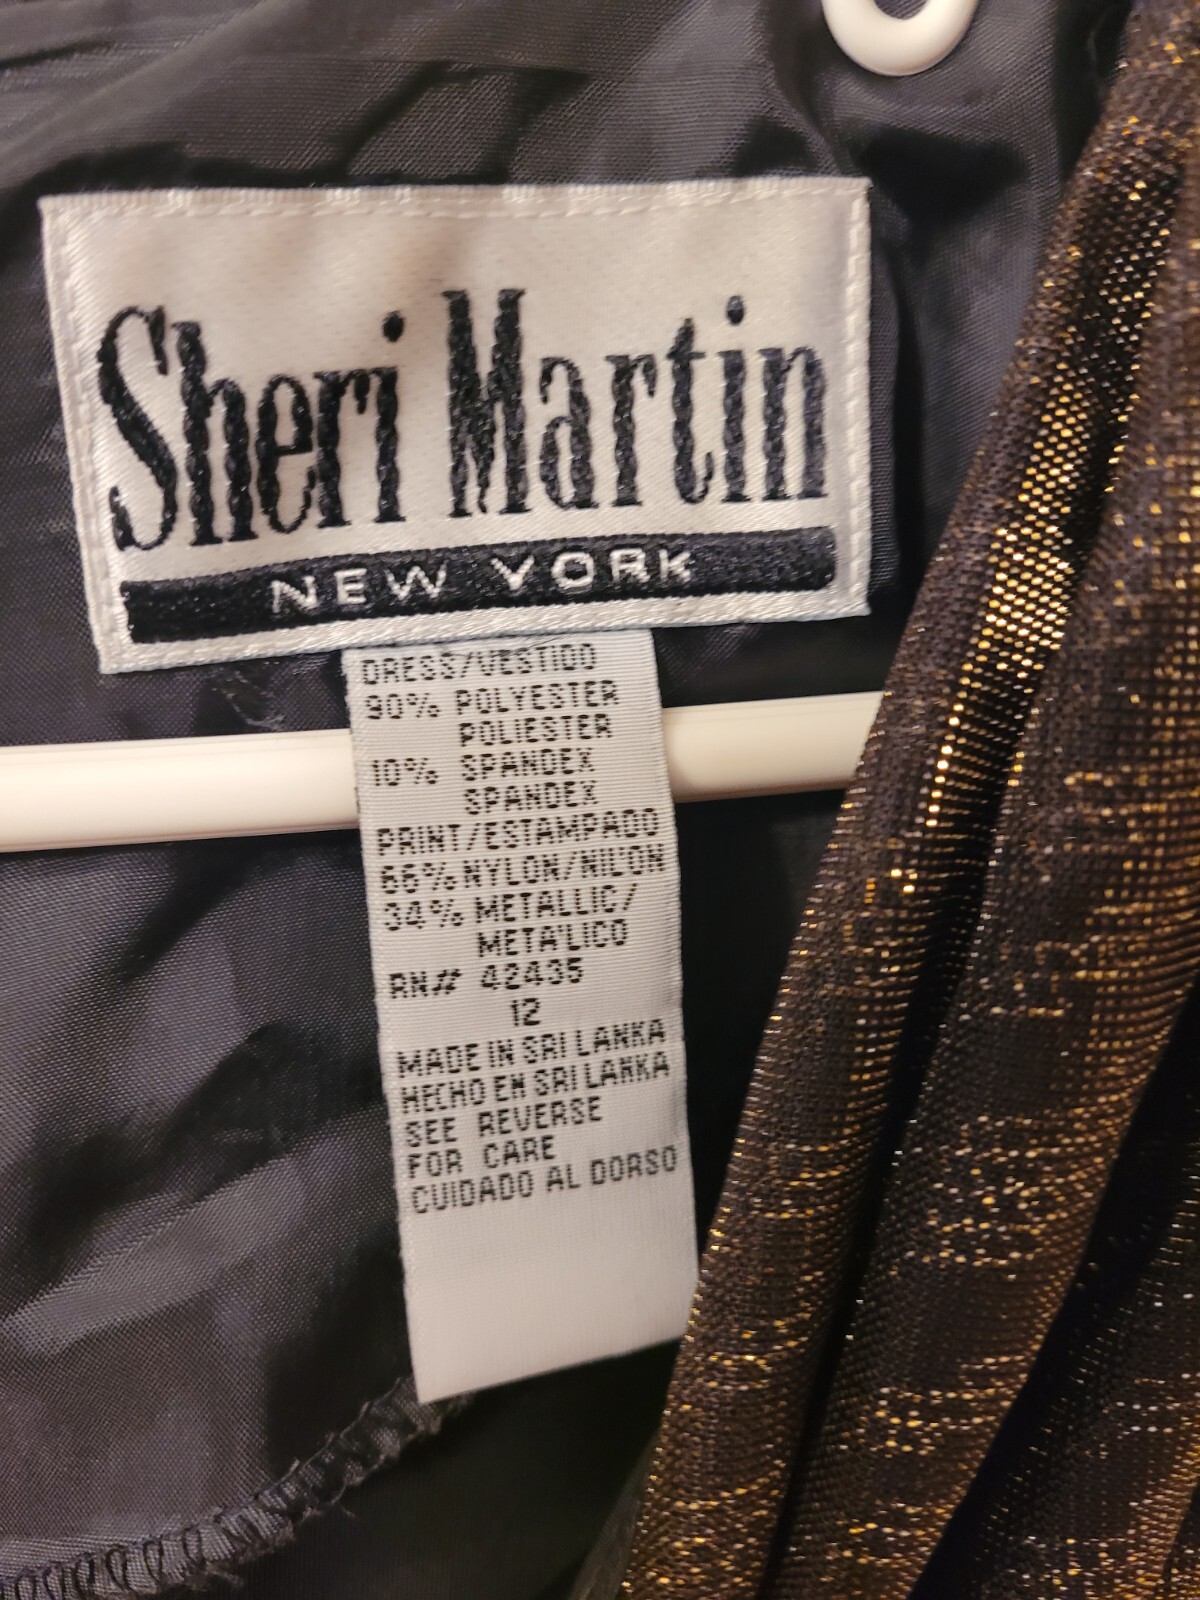 Sheri Martin
NEW YORK
DRESS/VESTIDO
90% POLYESTER
POLIESTER
10% SPANDEX
SPANDEX
PRINT/ESTAMPADO
66% NYLON/NIL'ON
34% METALLIC/
META'LICO
RN# 42435
12
MADE IN SRI LANKA
HECHO EN SRI LANKA
SEE REVERSE
FOR CARE
CUIDADO AL DORSO